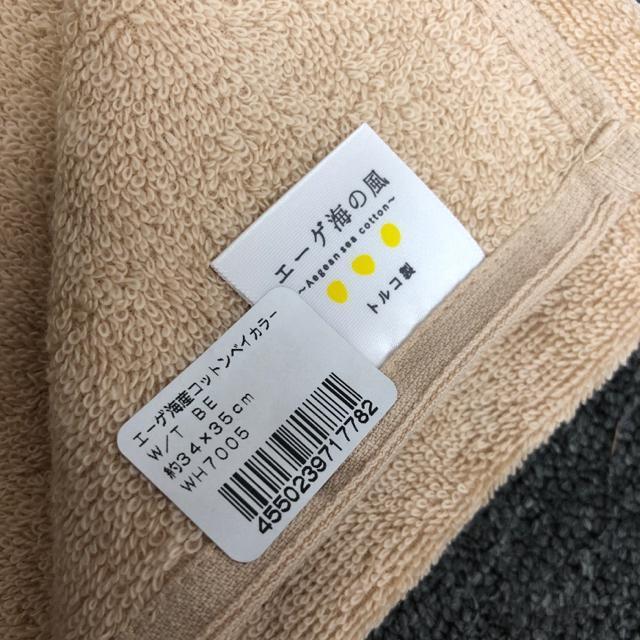 エーゲ海の風
~Aegean sea cotton~
トルコ製
エーゲ海産コットンベイカラー
W/T BE
約34×35cm
WH7005
4550239717782